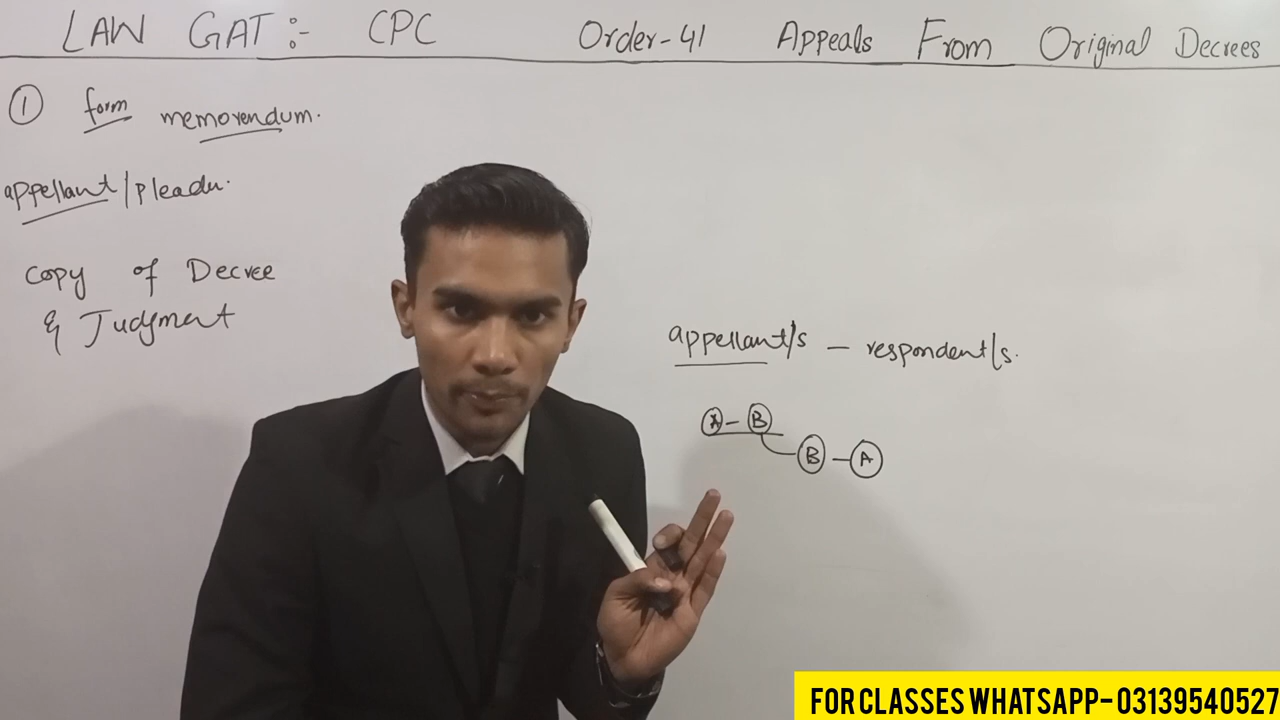 LAW GAT:- CPC Order-41 Appeals From Original Decrees
① form memorendum.
appellant/pleader.
Copy of Decree
& Judgment
appellant/s – respondent/s.
A – B
B – A
FOR CLASSES WHATSAPP- 03139540527